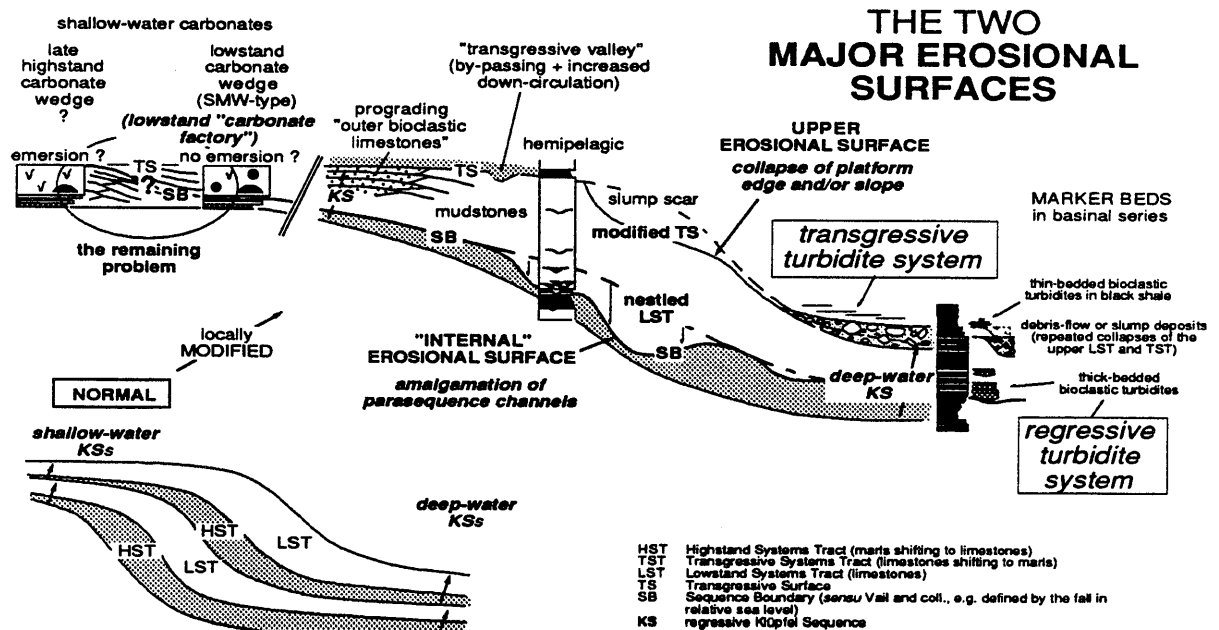 THE TWO
MAJOR EROSIONAL
SURFACES
shallow-water carbonates
late
highstand
carbonate
wedge
?
lowstand
carbonate
wedge
(SMW-type)
(lowstand "carbonate
factory")
emersion ?
no emersion ?
TS
?
SB
the remaining
problem
"transgressive valley"
(by-passing + increased
down-circulation)
prograding
"outer bioclastic
limestones"
hemipelagic
TS
KS
mudstones
SB
UPPER
EROSIONAL SURFACE
collapse of platform
edge and/or slope
slump scar
modified TS
MARKER BEDS
in basinal series
transgressive
turbidite system
thin-bedded bioclastic
turbidites in black shale
debris-flow or slump deposits
(repeated collapses of the
upper LST and TST)
thick-bedded
bioclastic turbidites
nestled
LST
SB
deep-water
KS
regressive
turbidite
system
"INTERNAL"
EROSIONAL SURFACE
amalgamation of
parasequence channels
locally
MODIFIED
NORMAL
shallow-water
KSs
deep-water
KSs
HST
LST
HST
LST
HST Highstand Systems Tract (marls shifting to limestones)
TST Transgressive Systems Tract (limestones shifting to marls)
LST Lowstand Systems Tract (limestones)
TS Transgressive Surface
SB Sequence Boundary (sensu Vail and coll., e.g. defined by the fall in
relative sea level)
KS regressive Klüpfel Sequence